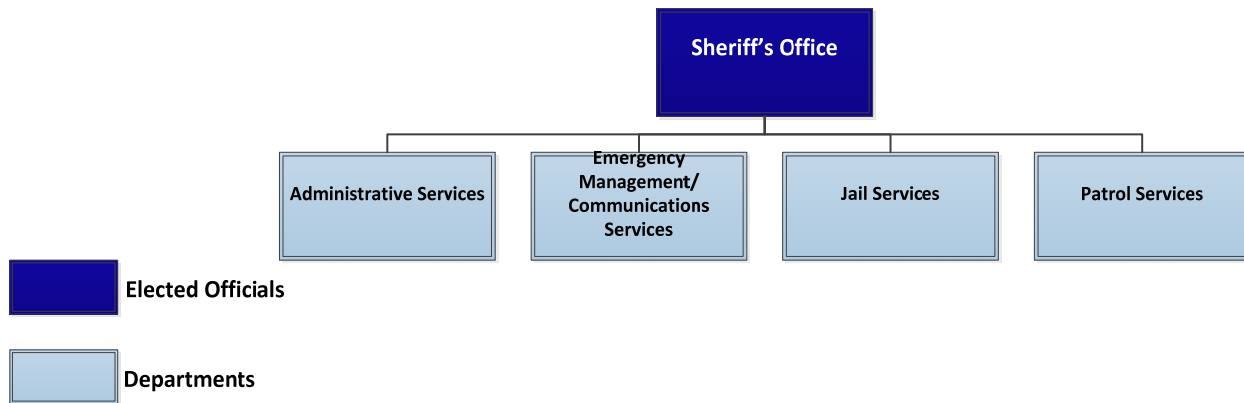 Sheriff’s Office
Administrative Services
Emergency
Management/
Communications
Services
Jail Services
Patrol Services
Elected Officials
Departments